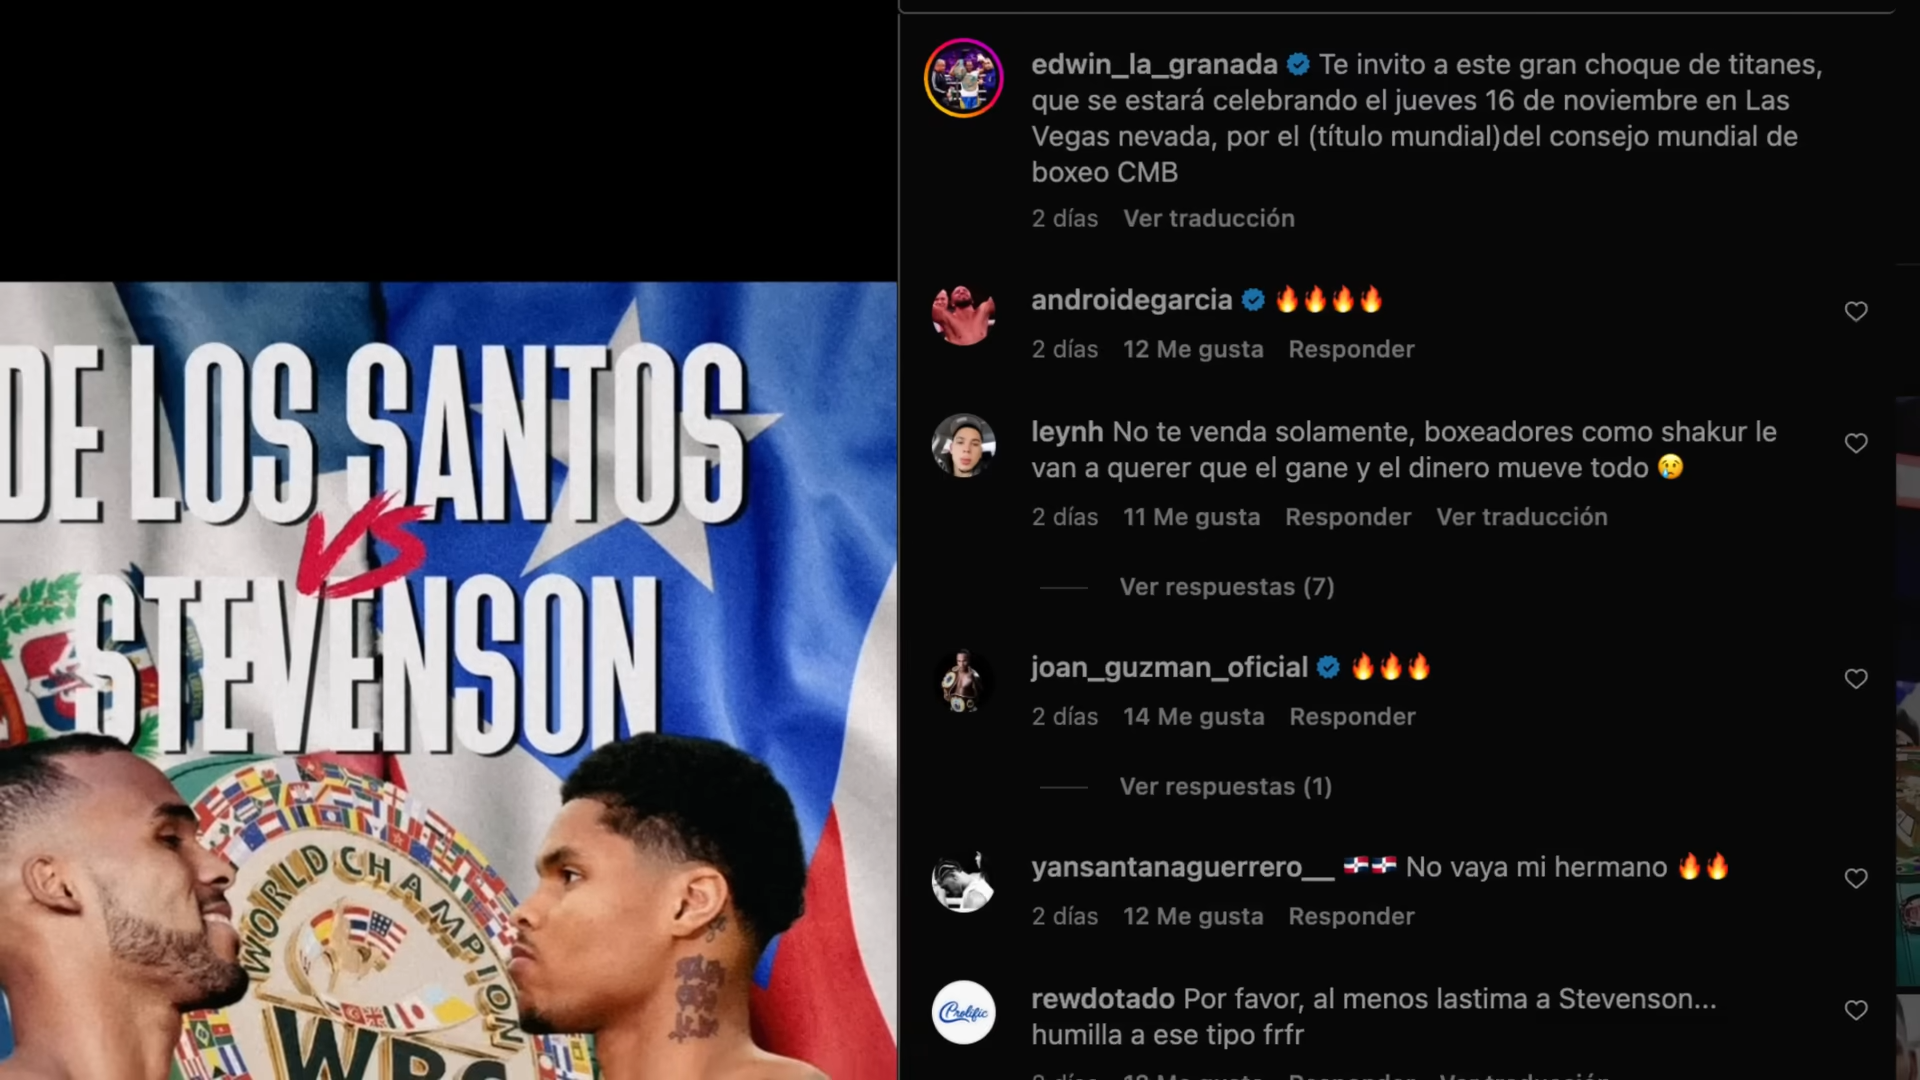 DE LOS SANTOS
VS
STEVENSON
WORLD CHAMPION
WBC
edwin_la_granada Te invito a este gran choque de titanes,
que se estará celebrando el jueves 16 de noviembre en Las
Vegas nevada, por el (título mundial)del consejo mundial de
boxeo CMB
2 días Ver traducción
androidegarcia 🔥🔥🔥🔥
2 días 12 Me gusta Responder
leynh No te venda solamente, boxeadores como shakur le
van a querer que el gane y el dinero mueve todo 😢
2 días 11 Me gusta Responder Ver traducción
Ver respuestas (7)
joan_guzman_oficial 🔥🔥🔥
2 días 14 Me gusta Responder
Ver respuestas (1)
yansantanaguerrero__ 🇩🇴🇩🇴 No vaya mi hermano 🔥🔥
2 días 12 Me gusta Responder
Prolific
rewdotado Por favor, al menos lastima a Stevenson...
humilla a ese tipo frfr